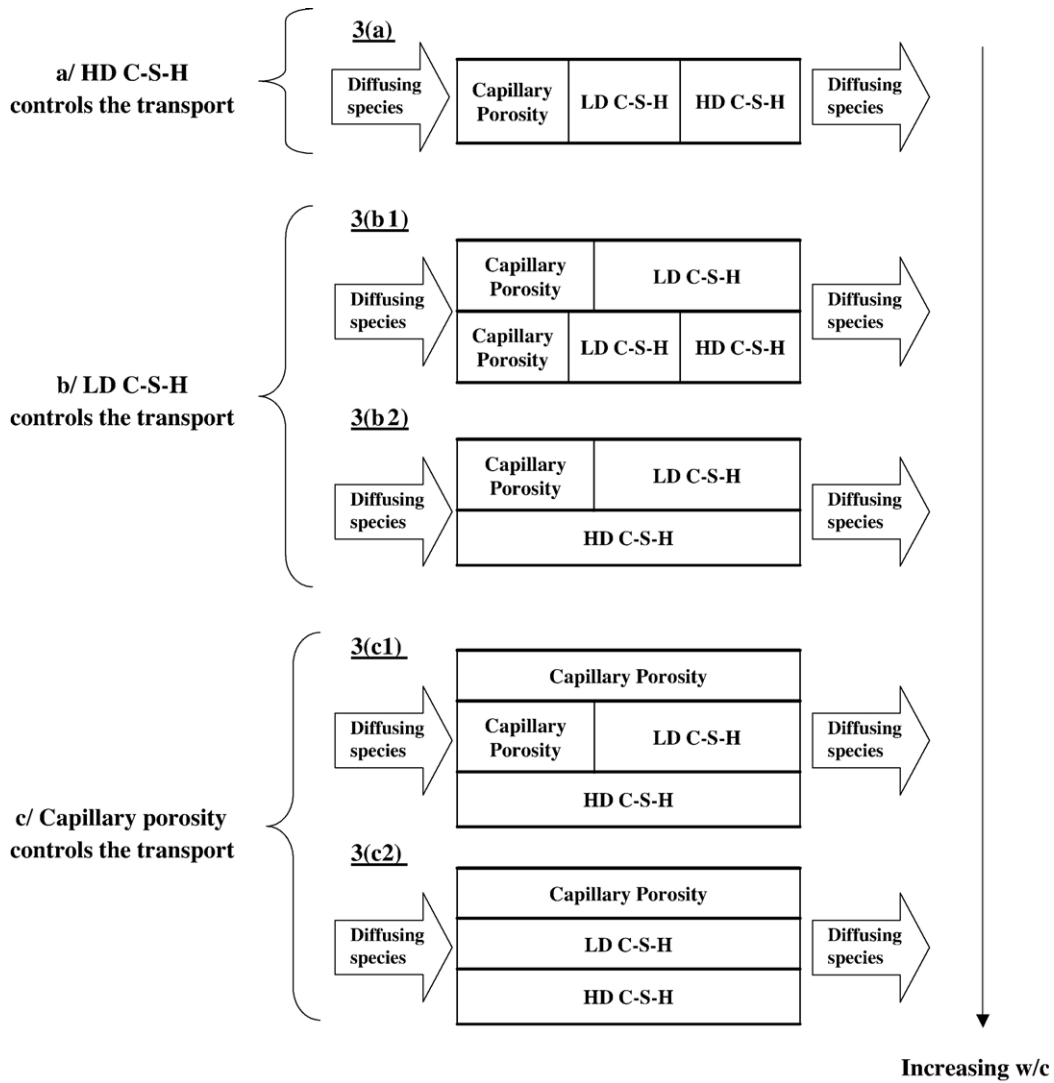 3(a)
a/ HD C-S-H
controls the transport
Diffusing
species
Capillary
Porosity
LD C-S-H
HD C-S-H
Diffusing
species
b/ LD C-S-H
controls the transport
3(b1)
Diffusing
species
Capillary
Porosity
LD C-S-H
Capillary
Porosity
LD C-S-H
HD C-S-H
Diffusing
species
3(b2)
Diffusing
species
Capillary
Porosity
LD C-S-H
HD C-S-H
Diffusing
species
c/ Capillary porosity
controls the transport
3(c1)
Diffusing
species
Capillary Porosity
Capillary
Porosity
LD C-S-H
HD C-S-H
Diffusing
species
3(c2)
Diffusing
species
Capillary Porosity
LD C-S-H
HD C-S-H
Diffusing
species
Increasing w/c